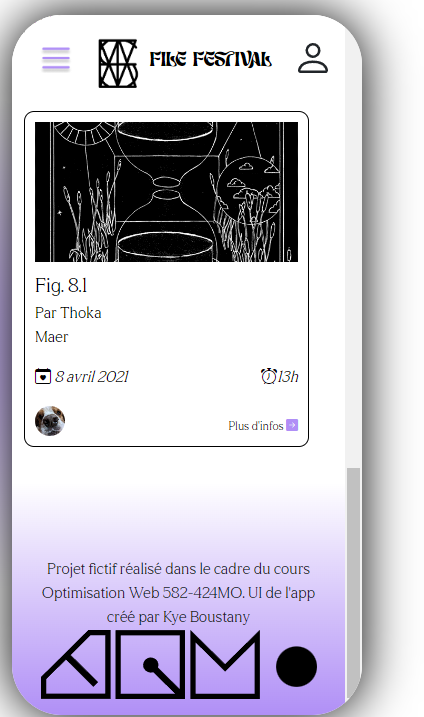 FILE FESTIVAL
Fig. 8.1
Par Thoka
Maer
8 avril 2021
13h
Plus d'infos
Projet fictif réalisé dans le cadre du cours
Optimisation Web 582-424MO. UI de l'app
créé par Kye Boustany